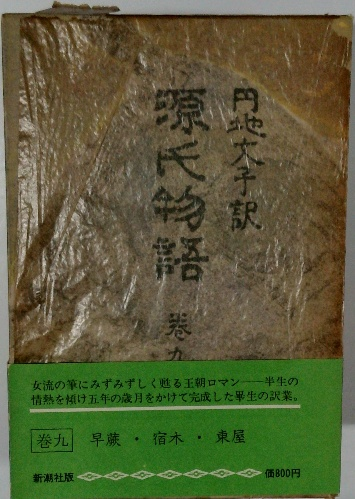 円地文子訳
源氏物語 巻九
女流の筆にみずみずしく甦る王朝ロマン――半生の
情熱を傾け五年の歳月をかけて完成した畢生の訳業。
巻九 早蕨・宿木・東屋
新潮社版 価800円